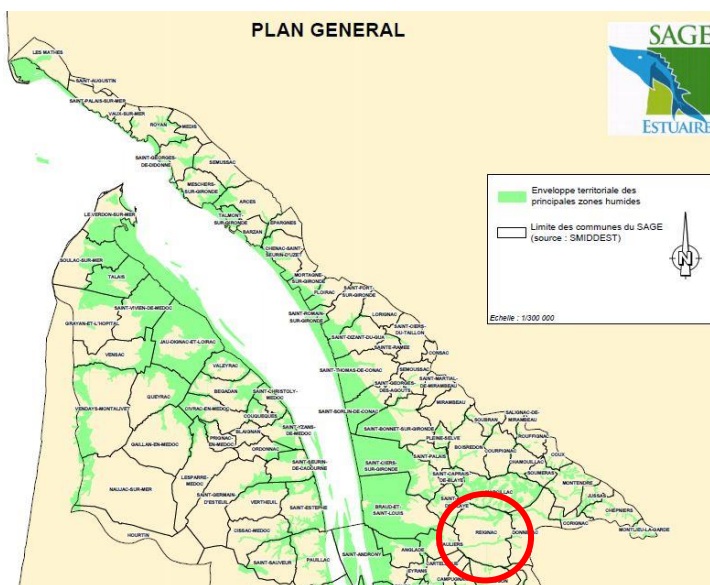 PLAN GENERAL
SAGE
ESTUAIRE
Enveloppe territoriale des
principales zones humides
Limite des communes du SAGE
(source : SMIDDEST)
N
Echelle : 1/300 000
LES MATHES
SAINT-AUGUSTIN
SAINT-PALAIS-SUR-MER
VAUX-SUR-MER
ROYAN
MEDIS
SAINT-GEORGES-
DE-DIDONNE
SEMUSSAC
MESCHERS-
SUR-GIRONDE
ARCES
TALMONT-
SUR-GIRONDE
BARZAN
EPARGNES
CHENAC-SAINT-
SEURIN-D'UZET
LE VERDON-SUR-MER
SOULAC-SUR-MER
TALAIS
MORTAGNE-
SUR-GIRONDE
FLOIRAC
SAINT-FORT-
SUR-GIRONDE
SAINT-ROMAIN-
SUR-GIRONDE
LORIGNAC
SAINT-VIVIEN-DE-MEDOC
GRAYAN-ET-L'HOPITAL
JAU-DIGNAC-ET-LOIRAC
VENSAC
SAINT-DIZANT-DU-GUA
SAINT-CIERS-
DU-TAILLON
SAINTE-RAMEE
CONSAC
SEMOUSSAC
VALEYRAC
SAINT-THOMAS-DE-CONAC
SAINT-GEORGES-
DES-AGOUTS
SAINT-MARTIAL-
DE-MIRAMBEAU
MIRAMBEAU
BEGADAN
SAINT-CHRISTOLY-
MEDOC
QUEYRAC
VENDAYS-MONTALIVET
CIVRAC-EN-MEDOC
COUQUEQUES
SAINT-SORLIN-DE-CONAC
SAINT-BONNET-SUR-GIRONDE
SOUBRAN
SALIGNAC-DE-
MIRAMBEAU
ROUFFIGNAC
BLAIGNAN
SAINT-YZANS-
DE-MEDOC
PRIGNAC-
EN-MEDOC
GAILLAN-EN-MEDOC
ORDONNAC
PLEINE-SELVE
BOISREDON
COURPIGNAC
COUX
SAINT-PALAIS
CHAMOUILLAC
SOUMERAS
SAINT-SEURIN-
DE-CADOURNE
SAINT-CIERS-
SUR-GIRONDE
SAINT-CAPRAIS-
DE-BLAYE
MONTENDRE
LESPARRE-
MEDOC
NAUJAC-SUR-MER
SAINT-GERMAIN-
D'ESTEUIL
VERTHEUIL
SAINT-ESTEPHE
BRAUD-ET-
SAINT-LOUIS
JUSSAS
CHEPNIERS
CORIGNAC
MONTLIEU-LA-GARDE
HOURTIN
CISSAC-MEDOC
REIGNAC
SAINT-SAUVEUR
PAUILLAC
SAINT-ANDRONY
ANGLADE
EYRANS